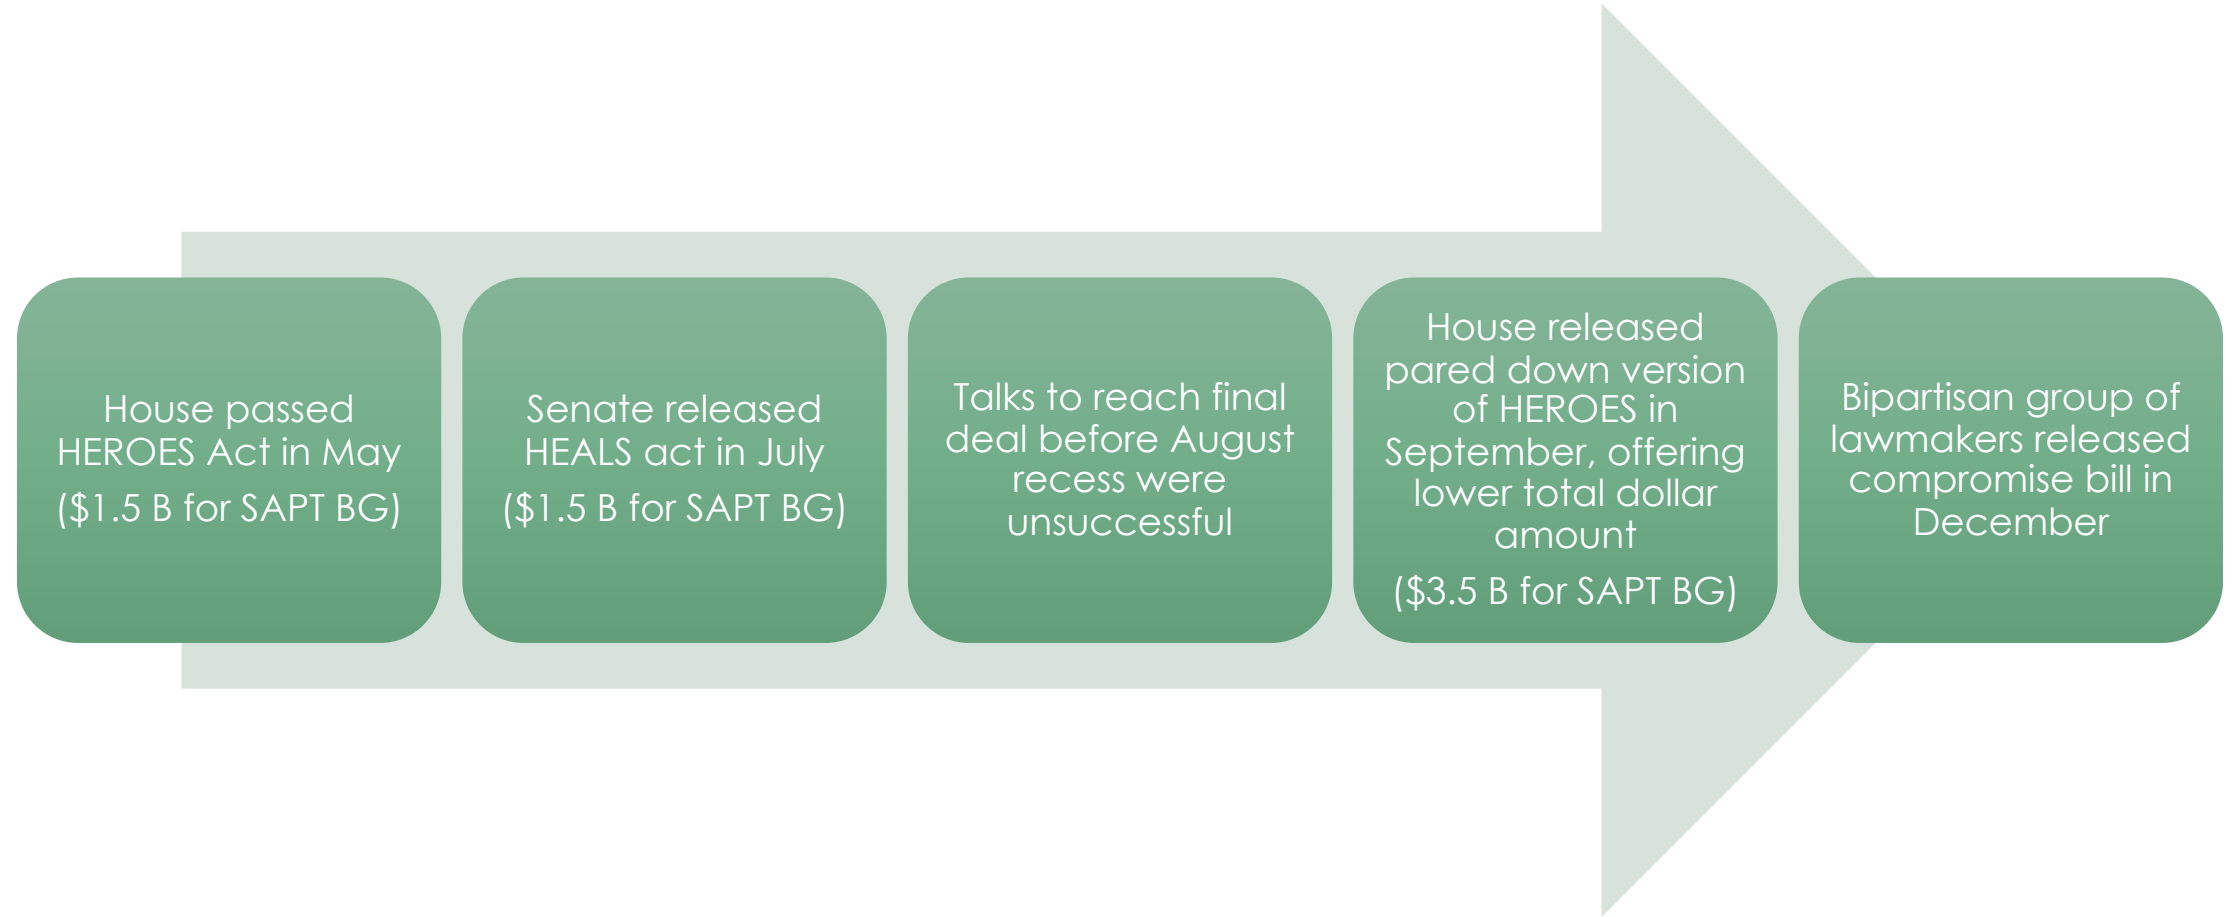 House passed
HEROES Act in May
($1.5 B for SAPT BG)
Senate released
HEALS act in July
($1.5 B for SAPT BG)
Talks to reach final
deal before August
recess were
unsuccessful
House released
pared down version
of HEROES in
September, offering
lower total dollar
amount
($3.5 B for SAPT BG)
Bipartisan group of
lawmakers released
compromise bill in
December